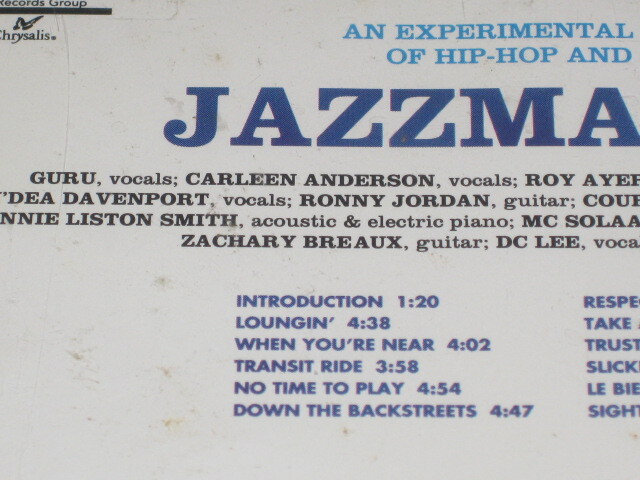 Records Group
Chrysalis®
AN EXPERIMENTAL
OF HIP-HOP AND
JAZZMA
GURU, vocals; CARLEEN ANDERSON, vocals; ROY AYER
'DEA DAVENPORT, vocals; RONNY JORDAN, guitar; COUR
NNIE LISTON SMITH, acoustic & electric piano; MC SOLAA
ZACHARY BREAUX, guitar; DC LEE, voca
INTRODUCTION 1:20
LOUNGIN' 4:38
WHEN YOU'RE NEAR 4:02
TRANSIT RIDE 3:58
NO TIME TO PLAY 4:54
DOWN THE BACKSTREETS 4:47
RESPEC
TAKE
TRUST
SLICK
LE BIE
SIGHT